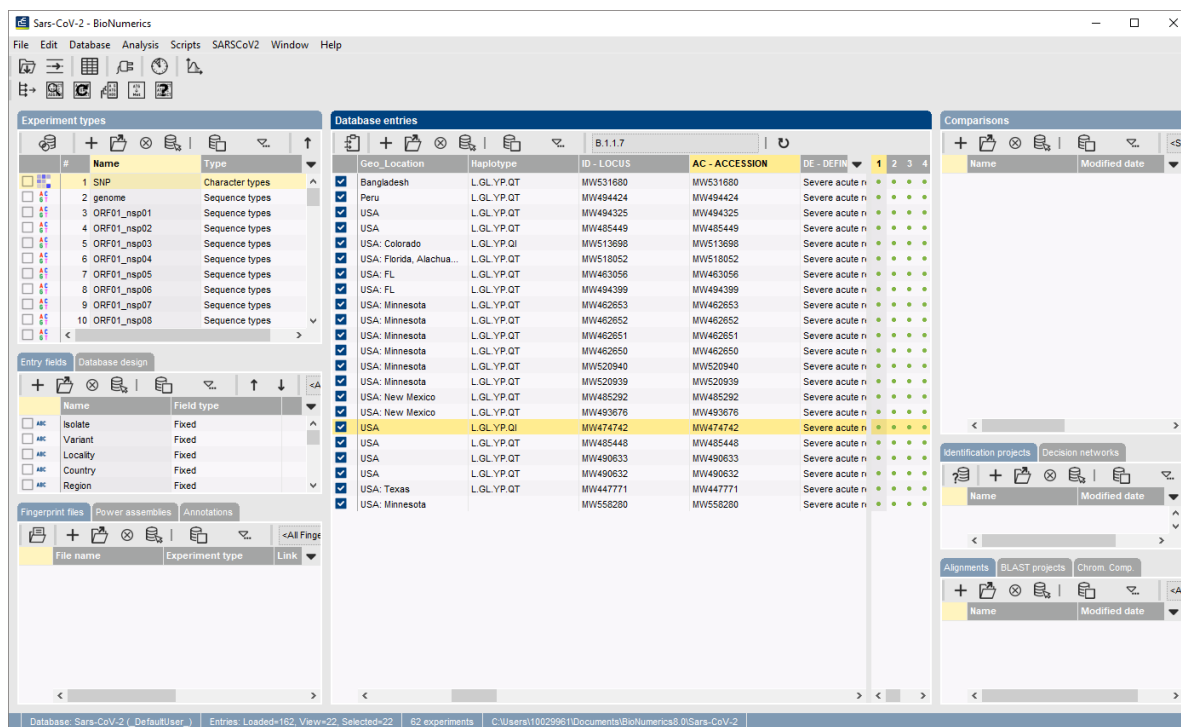 Sars-CoV-2 - BioNumerics
File Edit Database Analysis Scripts SARSCoV2 Window Help
Experiment types
# Name Type
1 SNP Character types
2 genome Sequence types
3 ORF01_nsp01 Sequence types
4 ORF01_nsp02 Sequence types
5 ORF01_nsp03 Sequence types
6 ORF01_nsp04 Sequence types
7 ORF01_nsp05 Sequence types
8 ORF01_nsp06 Sequence types
9 ORF01_nsp07 Sequence types
10 ORF01_nsp08 Sequence types
Entry fields Database design
<A
Name Field type
Isolate Fixed
Variant Fixed
Locality Fixed
Country Fixed
Region Fixed
Fingerprint files Power assemblies Annotations
<All Finge
File name Experiment type Link
Database entries
B.1.1.7
Geo_Location Haplotype ID - LOCUS AC - ACCESSION DE - DEFIN 1 2 3 4
Bangladesh L.GL.YP.QT MW531680 MW531680 Severe acute r
Peru L.GL.YP.QT MW494424 MW494424 Severe acute r
USA L.GL.YP.QT MW494325 MW494325 Severe acute r
USA L.GL.YP.QT MW485449 MW485449 Severe acute r
USA: Colorado L.GL.YP.QI MW513698 MW513698 Severe acute r
USA: Florida, Alachua... L.GL.YP.QT MW518052 MW518052 Severe acute r
USA: FL L.GL.YP.QT MW463056 MW463056 Severe acute r
USA: FL L.GL.YP.QT MW494399 MW494399 Severe acute r
USA: Minnesota L.GL.YP.QT MW462653 MW462653 Severe acute r
USA: Minnesota L.GL.YP.QT MW462652 MW462652 Severe acute r
USA: Minnesota L.GL.YP.QT MW462651 MW462651 Severe acute r
USA: Minnesota L.GL.YP.QT MW462650 MW462650 Severe acute r
USA: Minnesota L.GL.YP.QT MW520940 MW520940 Severe acute r
USA: Minnesota L.GL.YP.QT MW520939 MW520939 Severe acute r
USA: New Mexico L.GL.YP.QT MW485292 MW485292 Severe acute r
USA: New Mexico L.GL.YP.QT MW493676 MW493676 Severe acute r
USA L.GL.YP.QI MW474742 MW474742 Severe acute r
USA L.GL.YP.QT MW485448 MW485448 Severe acute r
USA L.GL.YP.QT MW490633 MW490633 Severe acute r
USA L.GL.YP.QT MW490632 MW490632 Severe acute r
USA: Texas L.GL.YP.QT MW447771 MW447771 Severe acute r
USA: Minnesota MW558280 MW558280 Severe acute r
Comparisons
<S
Name Modified date
Identification projects Decision networks
Name Modified date
Alignments BLAST projects Chrom. Comp.
<A
Name Modified date
Database: Sars-CoV-2 (_DefaultUser_) Entries: Loaded=162, View=22, Selected=22 62 experiments C:\Users\10029961\Documents\BioNumerics8.0\Sars-CoV-2